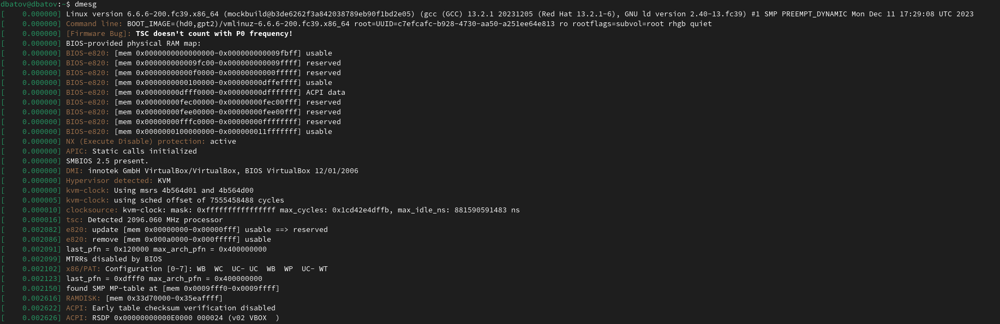 dbatov@dbatov:~$ dmesg
[    0.000000] Linux version 6.6.6-200.fc39.x86_64 (mockbuild@b3de6262f3a842038789eb90f1bd2e05) (gcc (GCC) 13.2.1 20231205 (Red Hat 13.2.1-6), GNU ld version 2.40-13.fc39) #1 SMP PREEMPT_DYNAMIC Mon Dec 11 17:29:08 UTC 2023
[    0.000000] Command line: BOOT_IMAGE=(hd0,gpt2)/vmlinuz-6.6.6-200.fc39.x86_64 root=UUID=c7efcafc-b928-4730-aa50-a251ee64e813 ro rootflags=subvol=root rhgb quiet
[    0.000000] [Firmware Bug]: TSC doesn't count with P0 frequency!
[    0.000000] BIOS-provided physical RAM map:
[    0.000000] BIOS-e820: [mem 0x0000000000000000-0x000000000009fbff] usable
[    0.000000] BIOS-e820: [mem 0x000000000009fc00-0x000000000009ffff] reserved
[    0.000000] BIOS-e820: [mem 0x00000000000f0000-0x00000000000fffff] reserved
[    0.000000] BIOS-e820: [mem 0x0000000000100000-0x00000000dffeffff] usable
[    0.000000] BIOS-e820: [mem 0x00000000dfff0000-0x00000000dfffffff] ACPI data
[    0.000000] BIOS-e820: [mem 0x00000000fec00000-0x00000000fec00fff] reserved
[    0.000000] BIOS-e820: [mem 0x00000000fee00000-0x00000000fee00fff] reserved
[    0.000000] BIOS-e820: [mem 0x00000000fffc0000-0x00000000ffffffff] reserved
[    0.000000] BIOS-e820: [mem 0x0000000100000000-0x000000011fffffff] usable
[    0.000000] NX (Execute Disable) protection: active
[    0.000000] APIC: Static calls initialized
[    0.000000] SMBIOS 2.5 present.
[    0.000000] DMI: innotek GmbH VirtualBox/VirtualBox, BIOS VirtualBox 12/01/2006
[    0.000000] Hypervisor detected: KVM
[    0.000000] kvm-clock: Using msrs 4b564d01 and 4b564d00
[    0.000005] kvm-clock: using sched offset of 7555458488 cycles
[    0.000010] clocksource: kvm-clock: mask: 0xffffffffffffffff max_cycles: 0x1cd42e4dffb, max_idle_ns: 881590591483 ns
[    0.000016] tsc: Detected 2096.060 MHz processor
[    0.002082] e820: update [mem 0x00000000-0x00000fff] usable ==> reserved
[    0.002086] e820: remove [mem 0x000a0000-0x000fffff] usable
[    0.002091] last_pfn = 0x120000 max_arch_pfn = 0x400000000
[    0.002099] MTRRs disabled by BIOS
[    0.002102] x86/PAT: Configuration [0-7]: WB  WC  UC- UC  WB  WP  UC- WT
[    0.002123] last_pfn = 0xdfff0 max_arch_pfn = 0x400000000
[    0.002150] found SMP MP-table at [mem 0x0009fff0-0x0009ffff]
[    0.002616] RAMDISK: [mem 0x33d70000-0x35eaffff]
[    0.002622] ACPI: Early table checksum verification disabled
[    0.002626] ACPI: RSDP 0x00000000000E0000 000024 (v02 VBOX  )